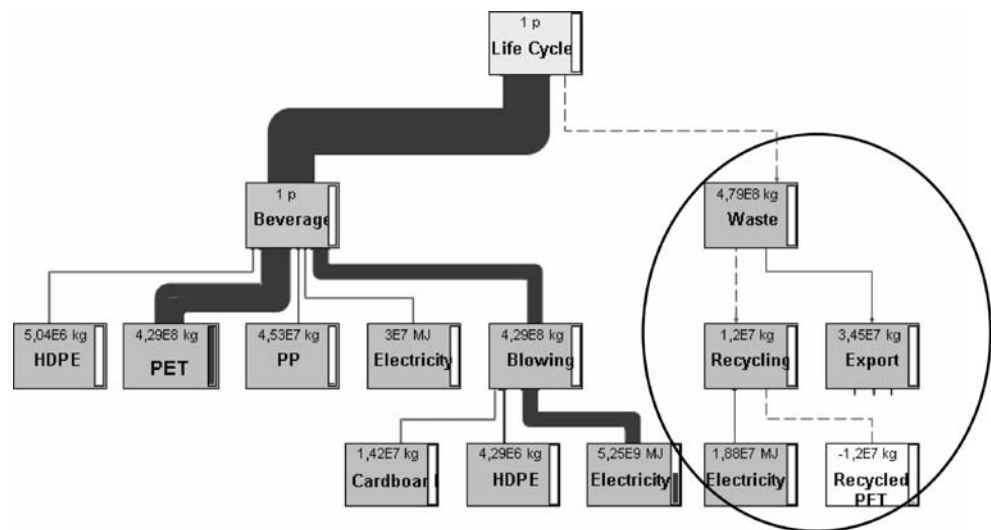 1 p
Life Cycle
1 p
Beverage
4,79E8 kg
Waste
5,04E6 kg
HDPE
4,29E8 kg
PET
4,53E7 kg
PP
3E7 MJ
Electricity
4,29E8 kg
Blowing
1,2E7 kg
Recycling
3,45E7 kg
Export
1,42E7 kg
Cardboard
4,29E6 kg
HDPE
5,25E9 MJ
Electricity
1,88E7 MJ
Electricity
-1,2E7 kg
Recycled
PET